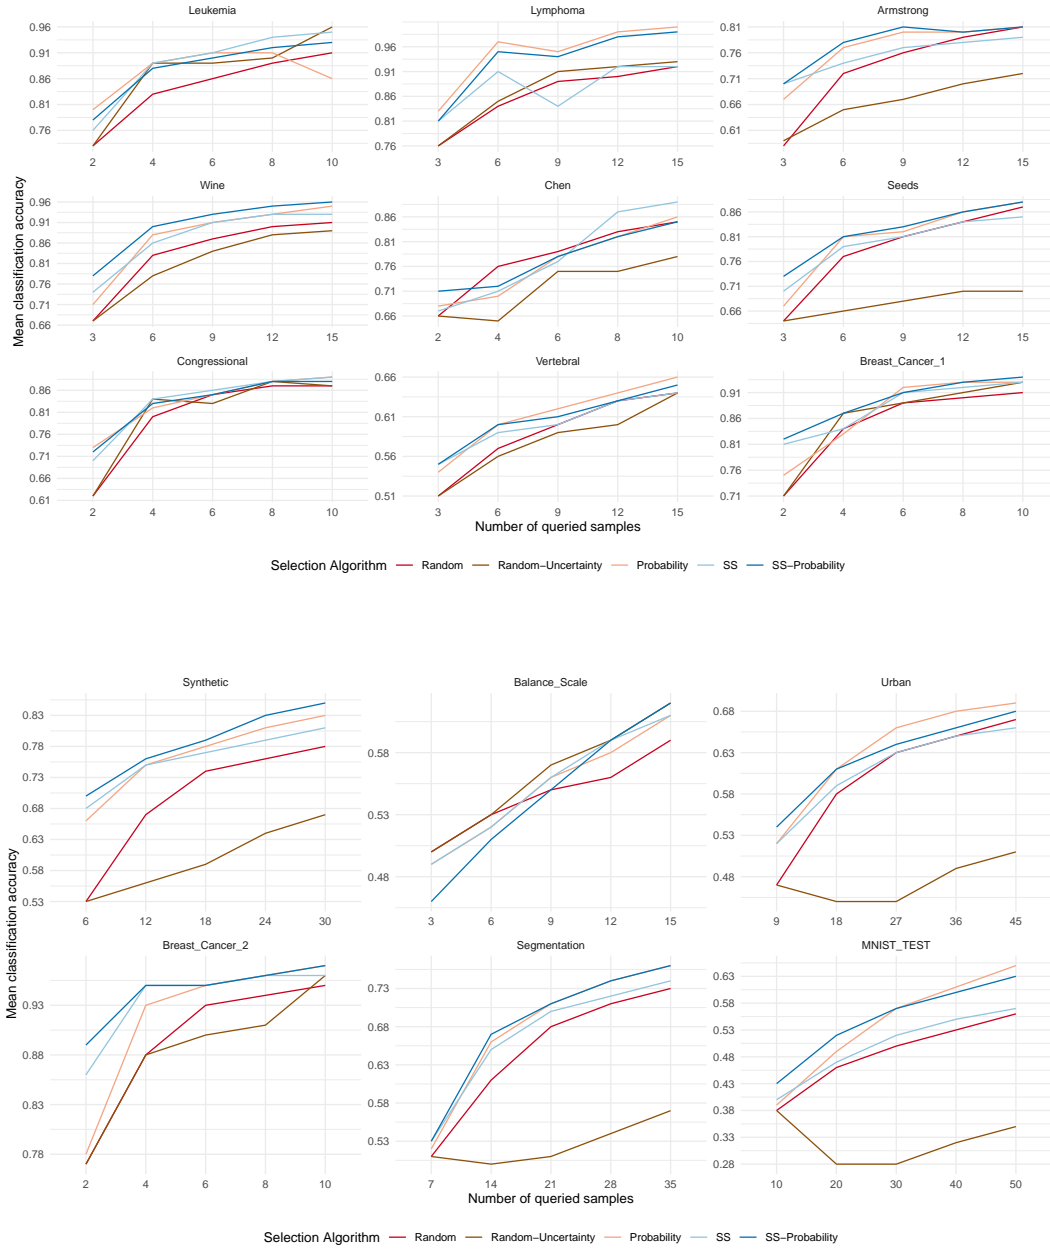 Leukemia Lymphoma Armstrong
0.96 0.91 0.86 0.81 0.76
2 4 6 8 10
0.96 0.91 0.86 0.81 0.76
3 6 9 12 15
0.81 0.76 0.71 0.66 0.61
3 6 9 12 15
Mean classification accuracy
Wine Chen Seeds
0.96 0.91 0.86 0.81 0.76 0.71 0.66
3 6 9 12 15
0.86 0.81 0.76 0.71 0.66
2 4 6 8 10
0.86 0.81 0.76 0.71 0.66
3 6 9 12 15
Congressional Vertebral Breast_Cancer_1
0.86 0.81 0.76 0.71 0.66 0.61
2 4 6 8 10
0.66 0.61 0.56 0.51
3 6 9 12 15
0.91 0.86 0.81 0.76 0.71
2 4 6 8 10
Number of queried samples
Selection Algorithm Random Random−Uncertainty Probability SS SS−Probability
Synthetic Balance_Scale Urban
0.83 0.78 0.73 0.68 0.63 0.58 0.53
6 12 18 24 30
0.58 0.53 0.48
3 6 9 12 15
0.68 0.63 0.58 0.53 0.48
9 18 27 36 45
Mean classification accuracy
Breast_Cancer_2 Segmentation MNIST_TEST
0.93 0.88 0.83 0.78
2 4 6 8 10
0.73 0.68 0.63 0.58 0.53
7 14 21 28 35
0.63 0.58 0.53 0.48 0.43 0.38 0.33 0.28
10 20 30 40 50
Number of queried samples
Selection Algorithm Random Random−Uncertainty Probability SS SS−Probability